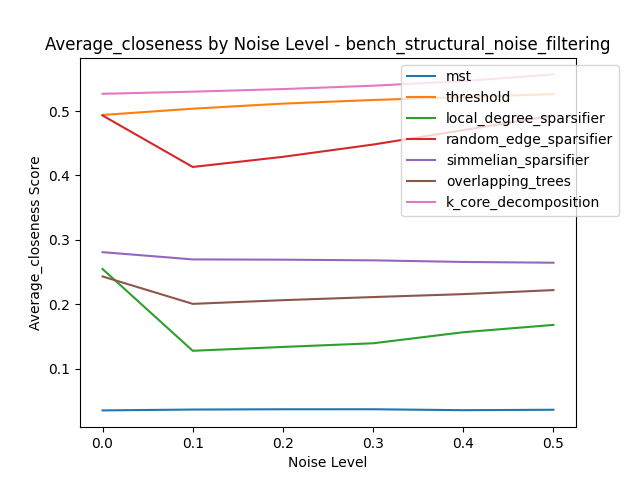 Average_closeness by Noise Level - bench_structural_noise_filtering
mst
threshold
local_degree_sparsifier
random_edge_sparsifier
simmelian_sparsifier
overlapping_trees
k_core_decomposition
Average_closeness Score
0.5
0.4
0.3
0.2
0.1
0.0 0.1 0.2 0.3 0.4 0.5
Noise Level